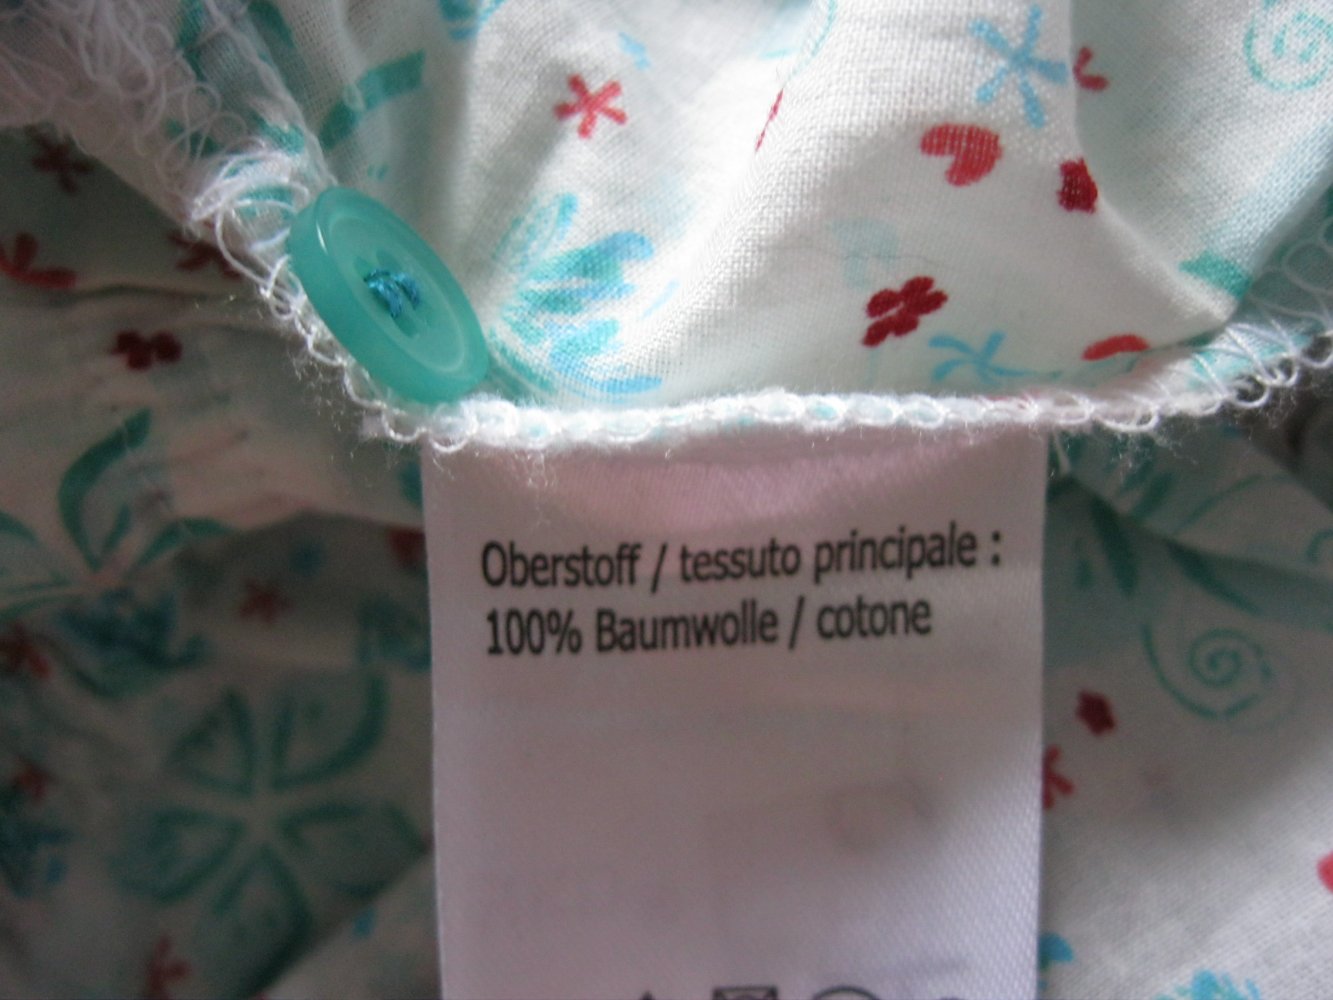 Oberstoff / tessuto principale :
100% Baumwolle / cotone